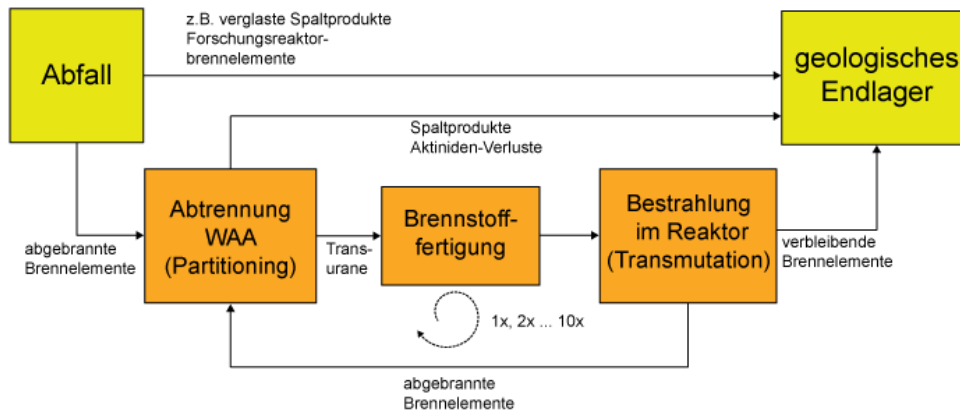 z.B. verglaste Spaltprodukte
Forschungsreaktor-
brennelemente
Abfall
geologisches
Endlager
Spaltprodukte
Aktiniden-Verluste
abgebrannte
Brennelemente
Abtrennung
WAA
(Partitioning)
Trans-
urane
Brennstoff-
fertigung
Bestrahlung
im Reaktor
(Transmutation)
verbleibende
Brennelemente
1x, 2x ... 10x
abgebrannte
Brennelemente